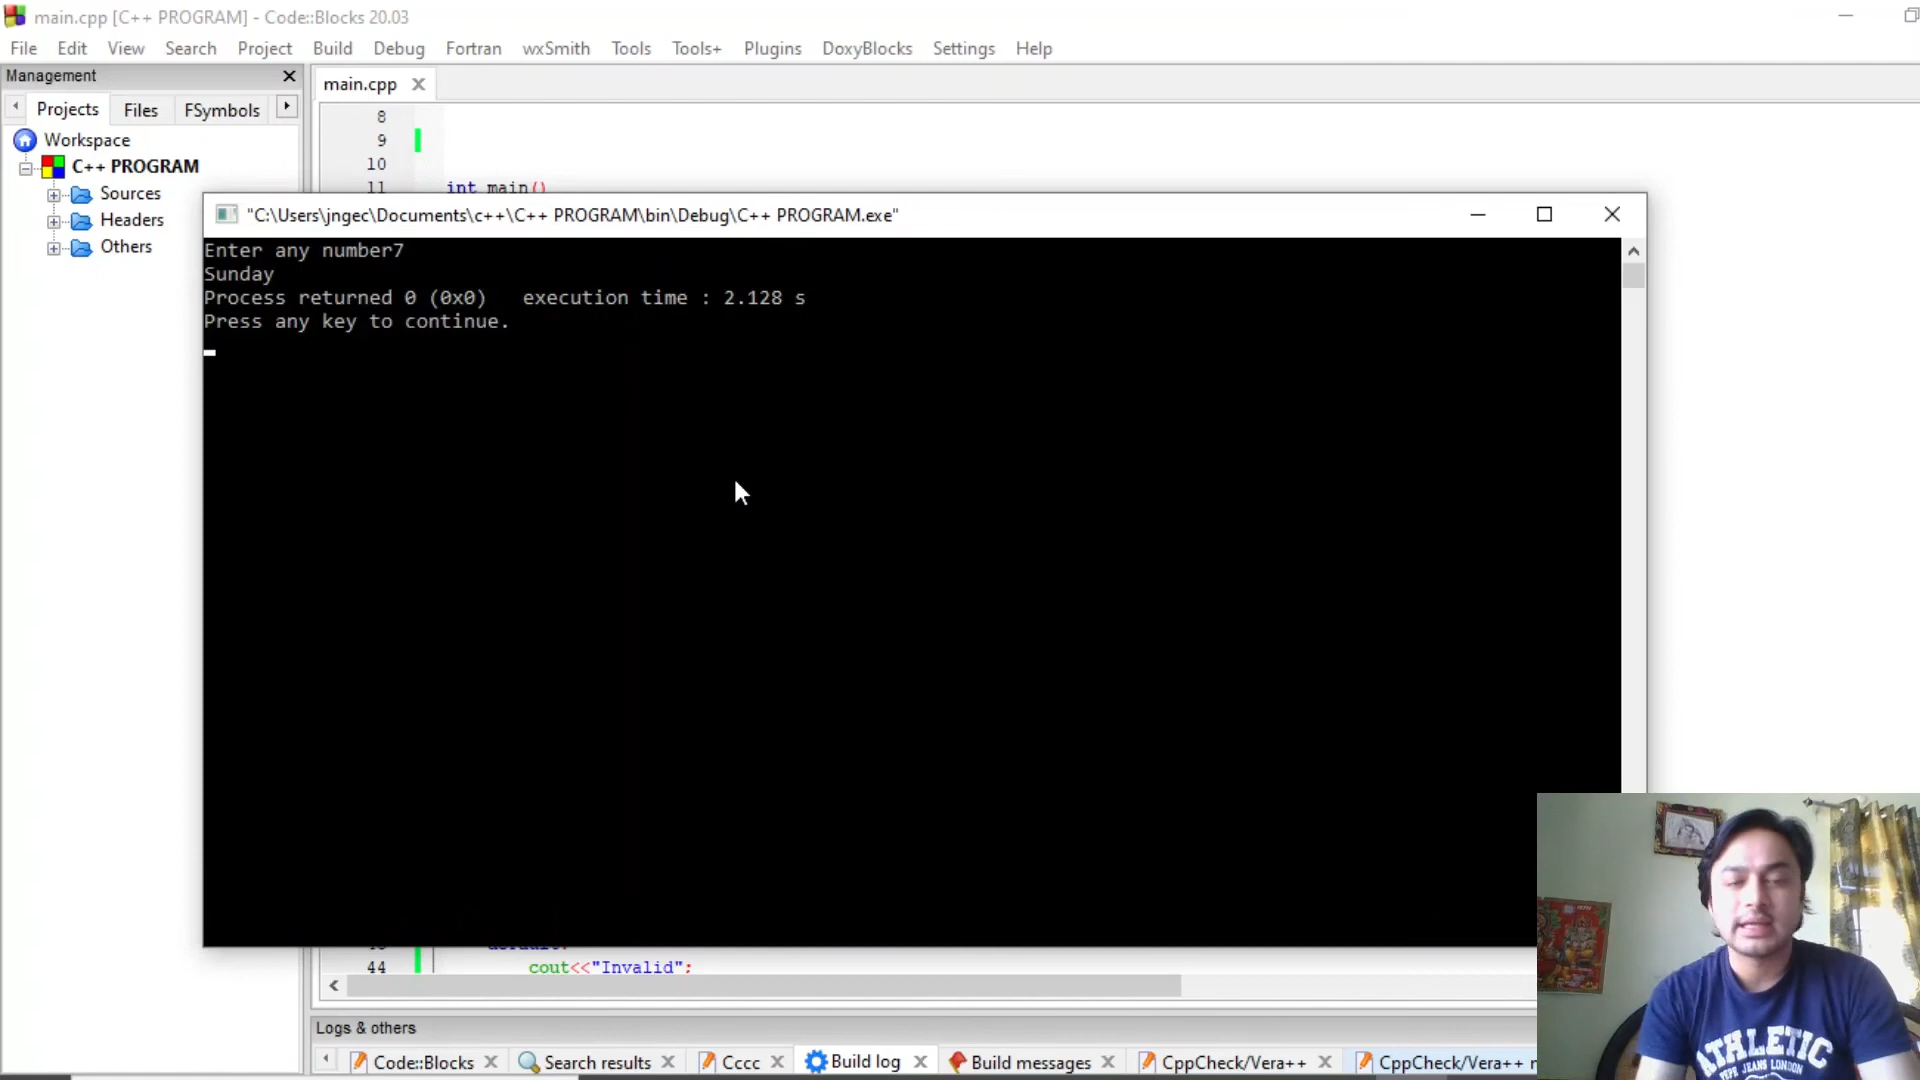 main.cpp [C++ PROGRAM] - Code::Blocks 20.03
File Edit View Search Project Build Debug Fortran wxSmith Tools Tools+ Plugins DoxyBlocks Settings Help
Management
main.cpp
Projects Files FSymbols
Workspace
C++ PROGRAM
Sources
Headers
Others
8
9
10
11 int main()
"C:\Users\jngec\Documents\c++\C++ PROGRAM\bin\Debug\C++ PROGRAM.exe"
Enter any number7
Sunday
Process returned 0 (0x0) execution time : 2.128 s
Press any key to continue.
44 cout<<"Invalid";
Logs & others
Code::Blocks Search results Cccc Build log Build messages CppCheck/Vera++ CppCheck/Vera++
ATHLETIC
PEPE JEANS LONDON